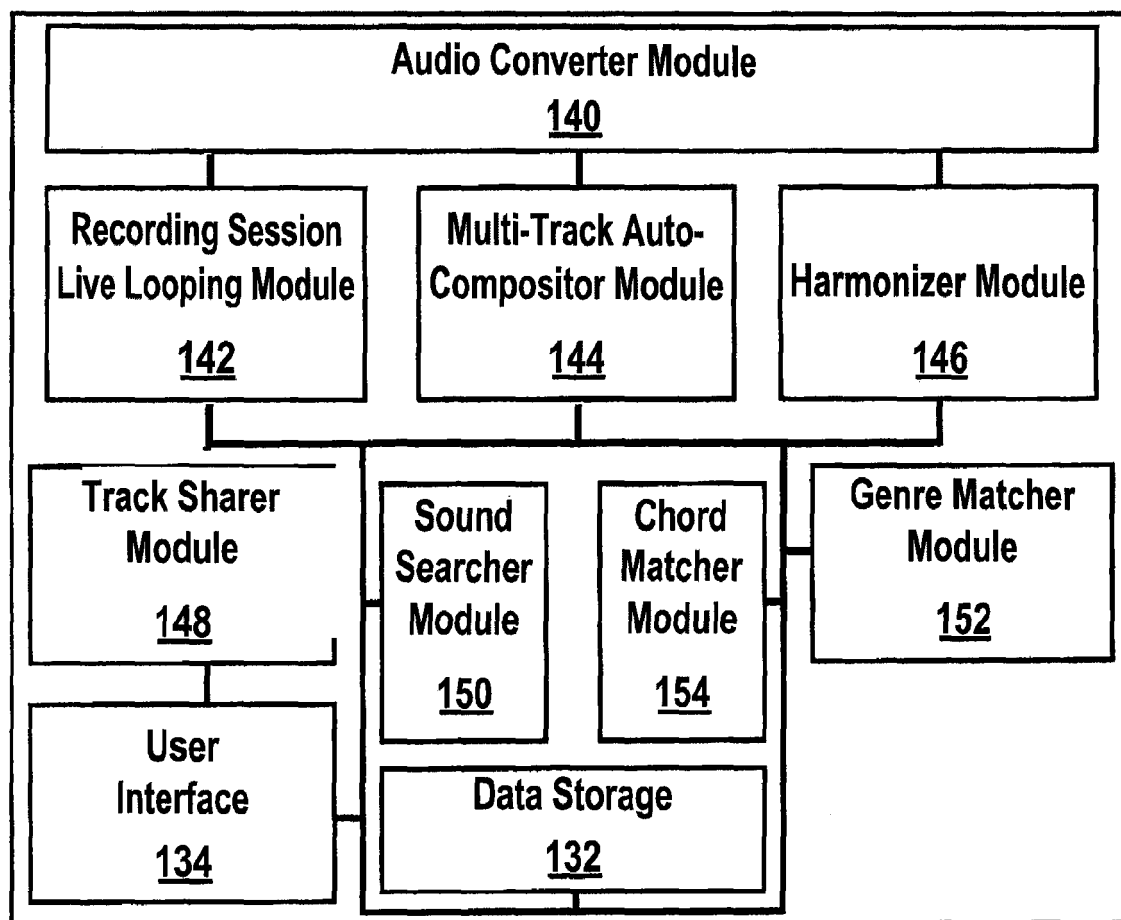 Audio Converter Module
140
Recording Session
Live Looping Module
142
Multi-Track Auto-
Compositor Module
144
Harmonizer Module
146
Track Sharer
Module
148
Sound
Searcher
Module
150
Chord
Matcher
Module
154
Genre Matcher
Module
152
User
Interface
134
Data Storage
132